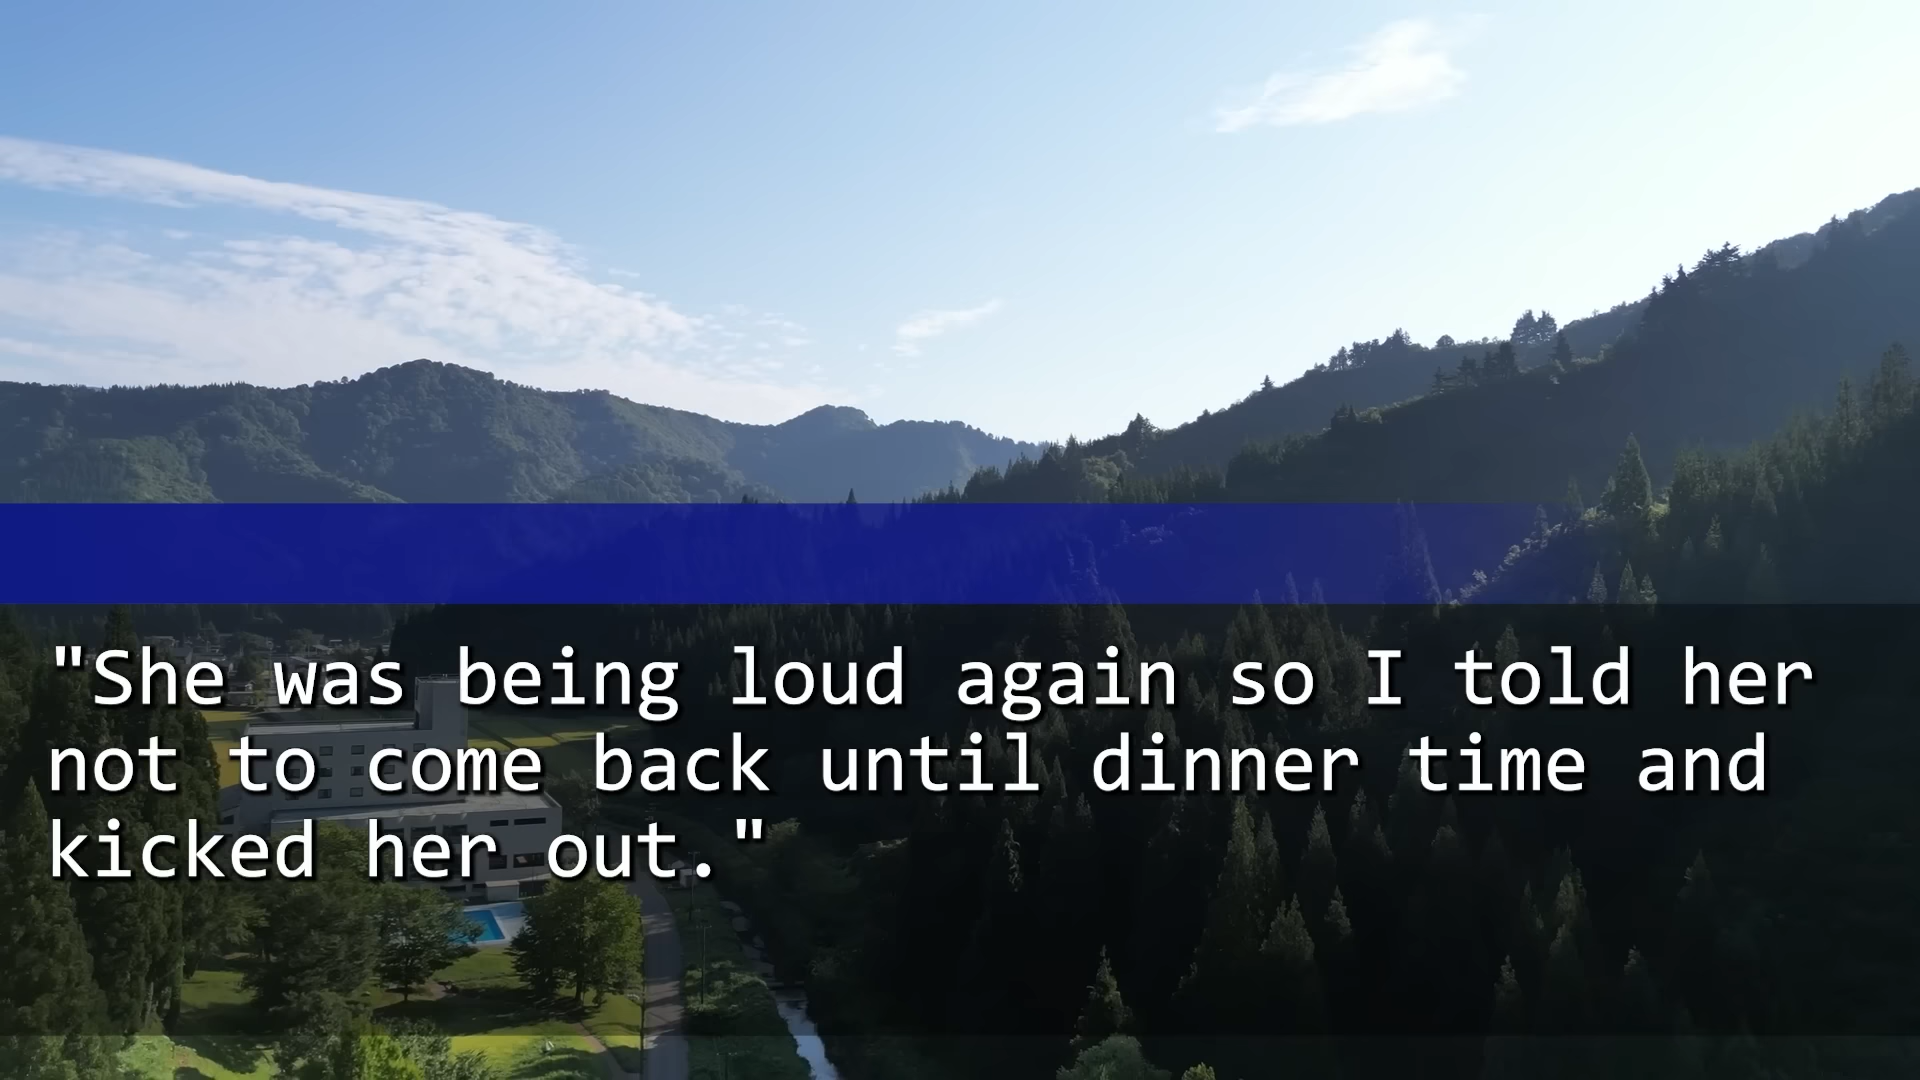 "She was being loud again so I told her
not to come back until dinner time and
kicked her out."